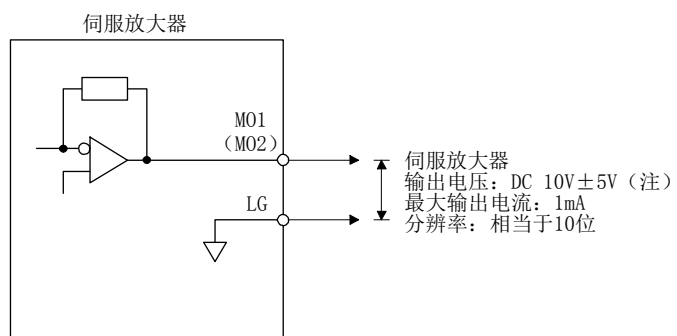 伺服放大器
MO1
（MO2）
LG
伺服放大器
输出电压：DC 10V±5V（注）
最大输出电流：1mA
分辨率：相当于10位